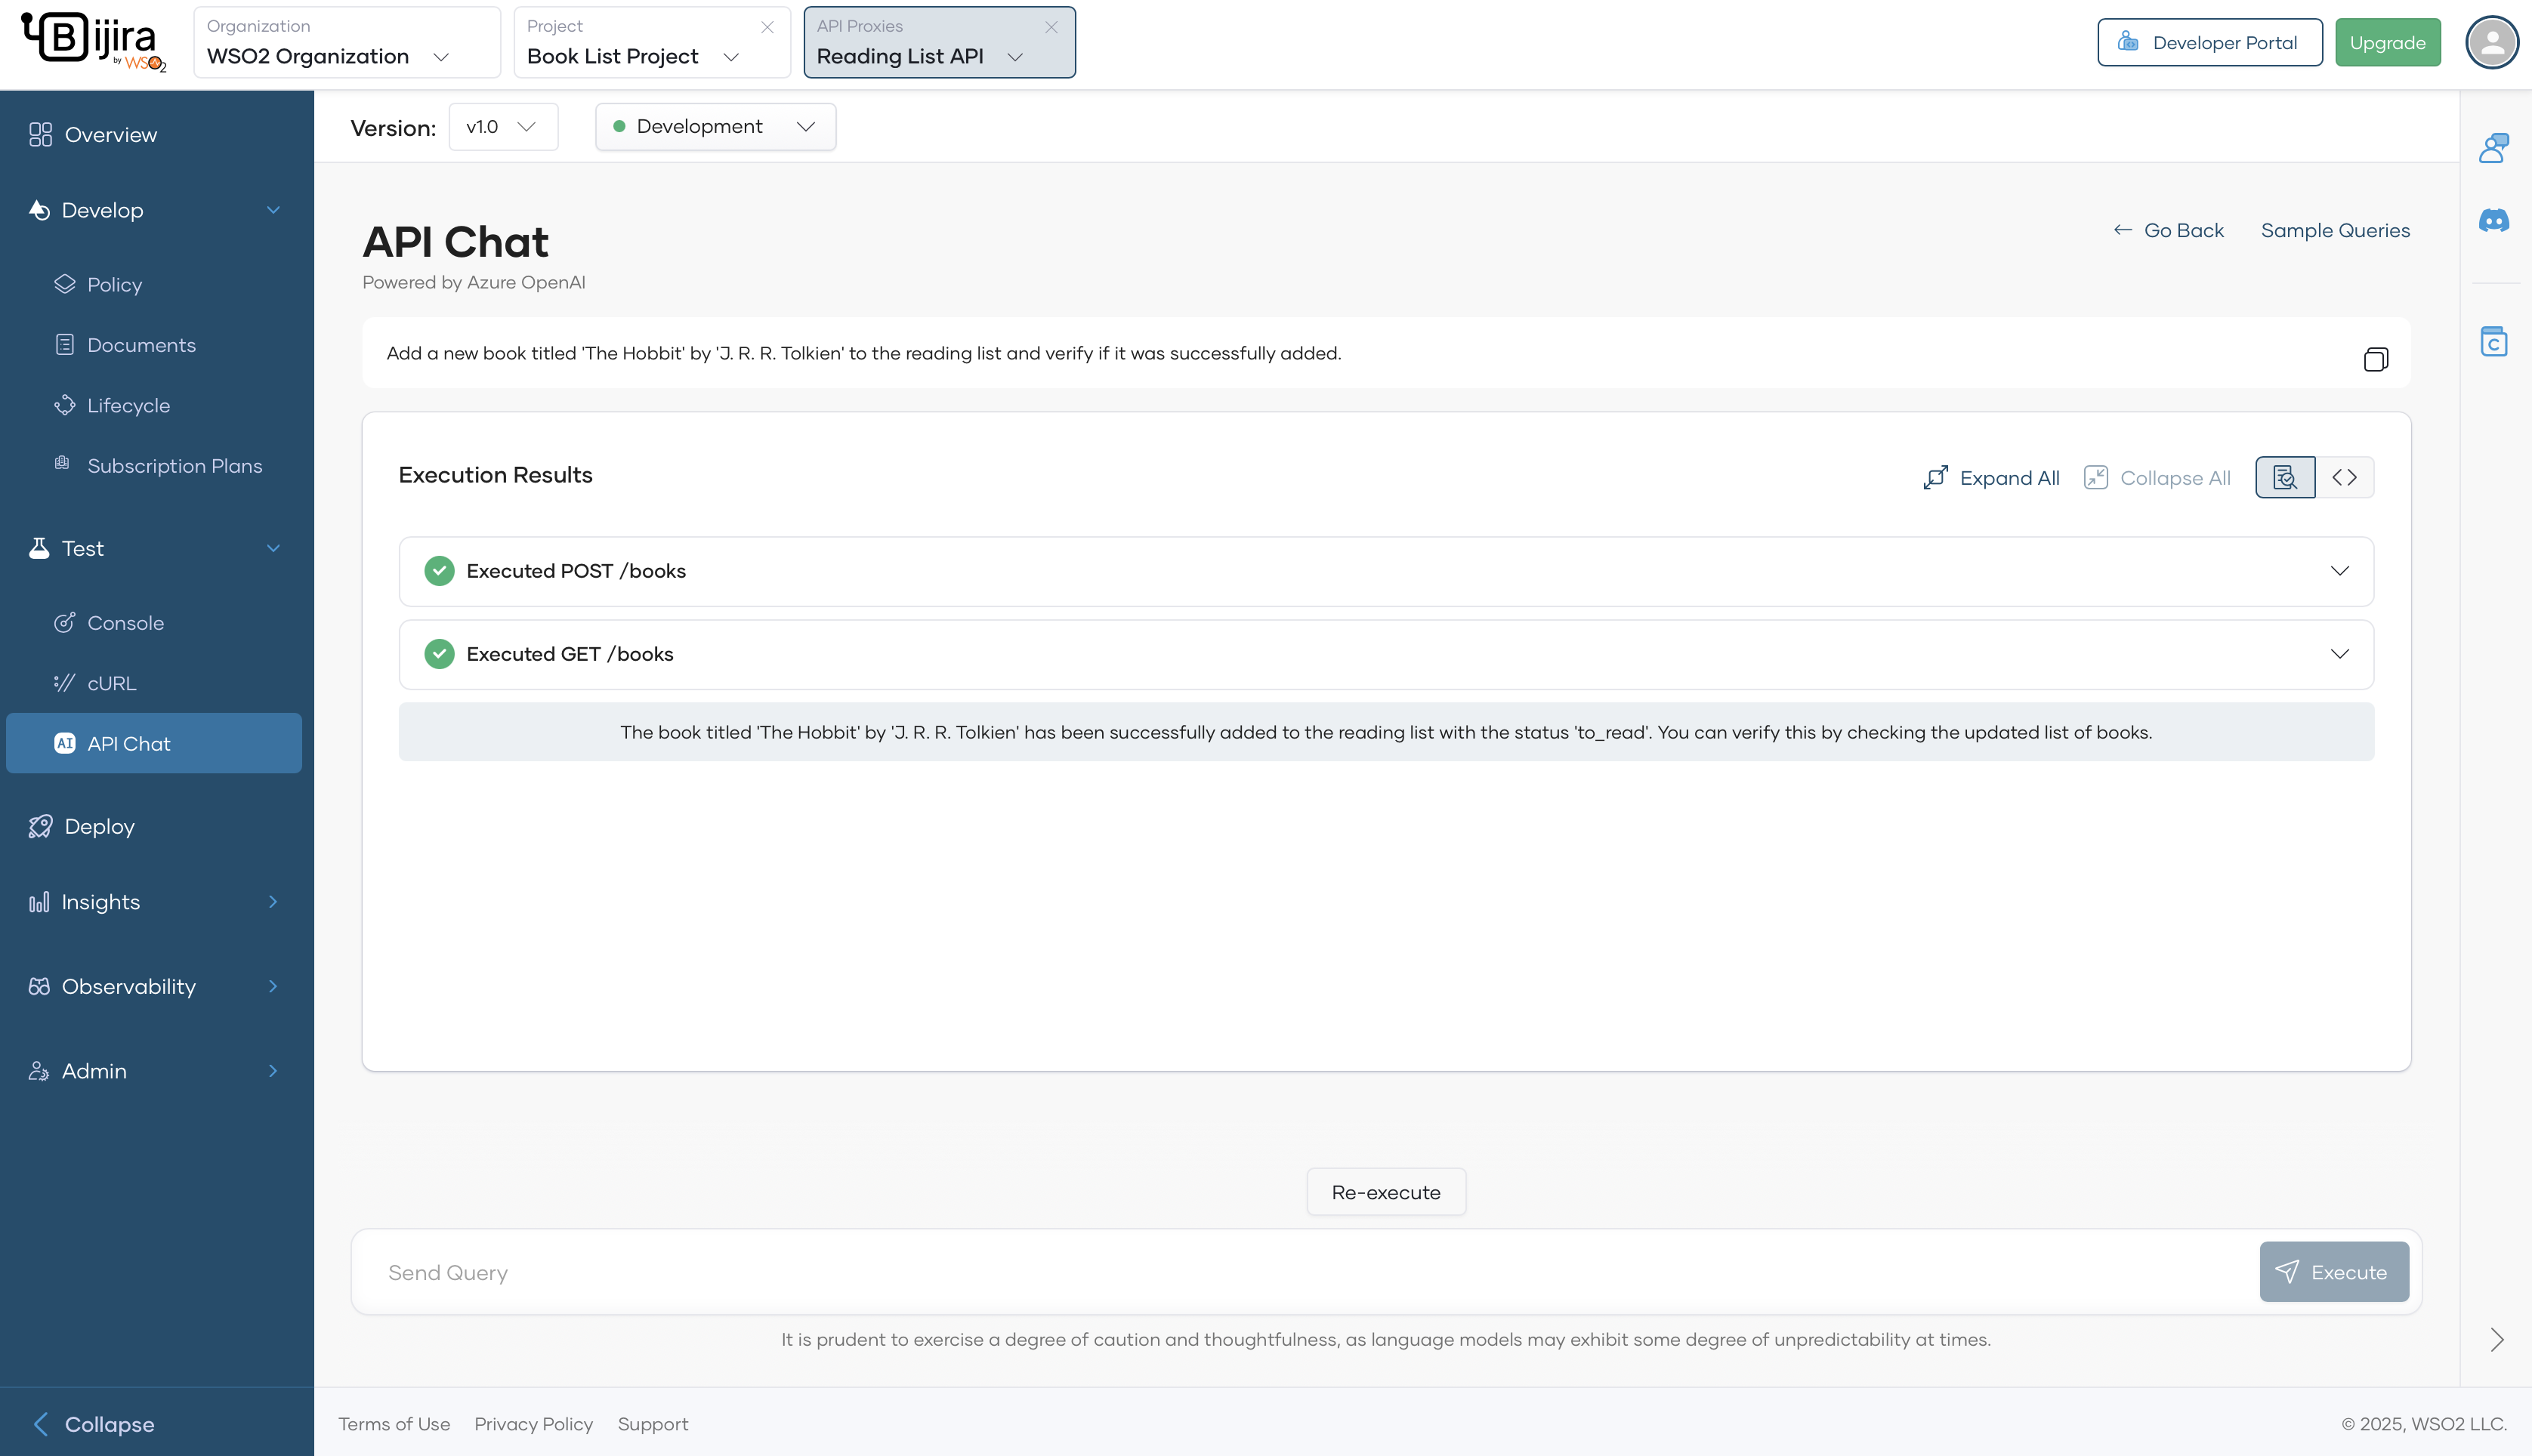 Bijira
by WSO2
Organization
WSO2 Organization
Project
Book List Project
API Proxies
Reading List API
Developer Portal
Upgrade
Overview
Develop
Policy
Documents
Lifecycle
Subscription Plans
Test
Console
cURL
AI API Chat
Deploy
Insights
Observability
Admin
Collapse
Version:
v1.0
Development
API Chat
Powered by Azure OpenAI
Go Back
Sample Queries
Add a new book titled 'The Hobbit' by 'J. R. R. Tolkien' to the reading list and verify if it was successfully added.
Execution Results
Expand All
Collapse All
Executed POST /books
Executed GET /books
The book titled 'The Hobbit' by 'J. R. R. Tolkien' has been successfully added to the reading list with the status 'to_read'. You can verify this by checking the updated list of books.
Re-execute
Send Query
Execute
It is prudent to exercise a degree of caution and thoughtfulness, as language models may exhibit some degree of unpredictability at times.
C
Terms of Use
Privacy Policy
Support
© 2025, WSO2 LLC.